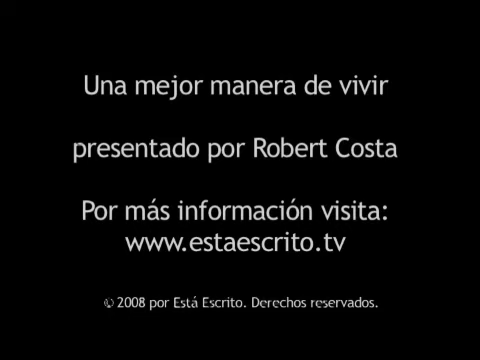 Una mejor manera de vivir
presentado por Robert Costa
Por más información visita:
www.estaescrito.tv
© 2008 por Está Escrito. Derechos reservados.